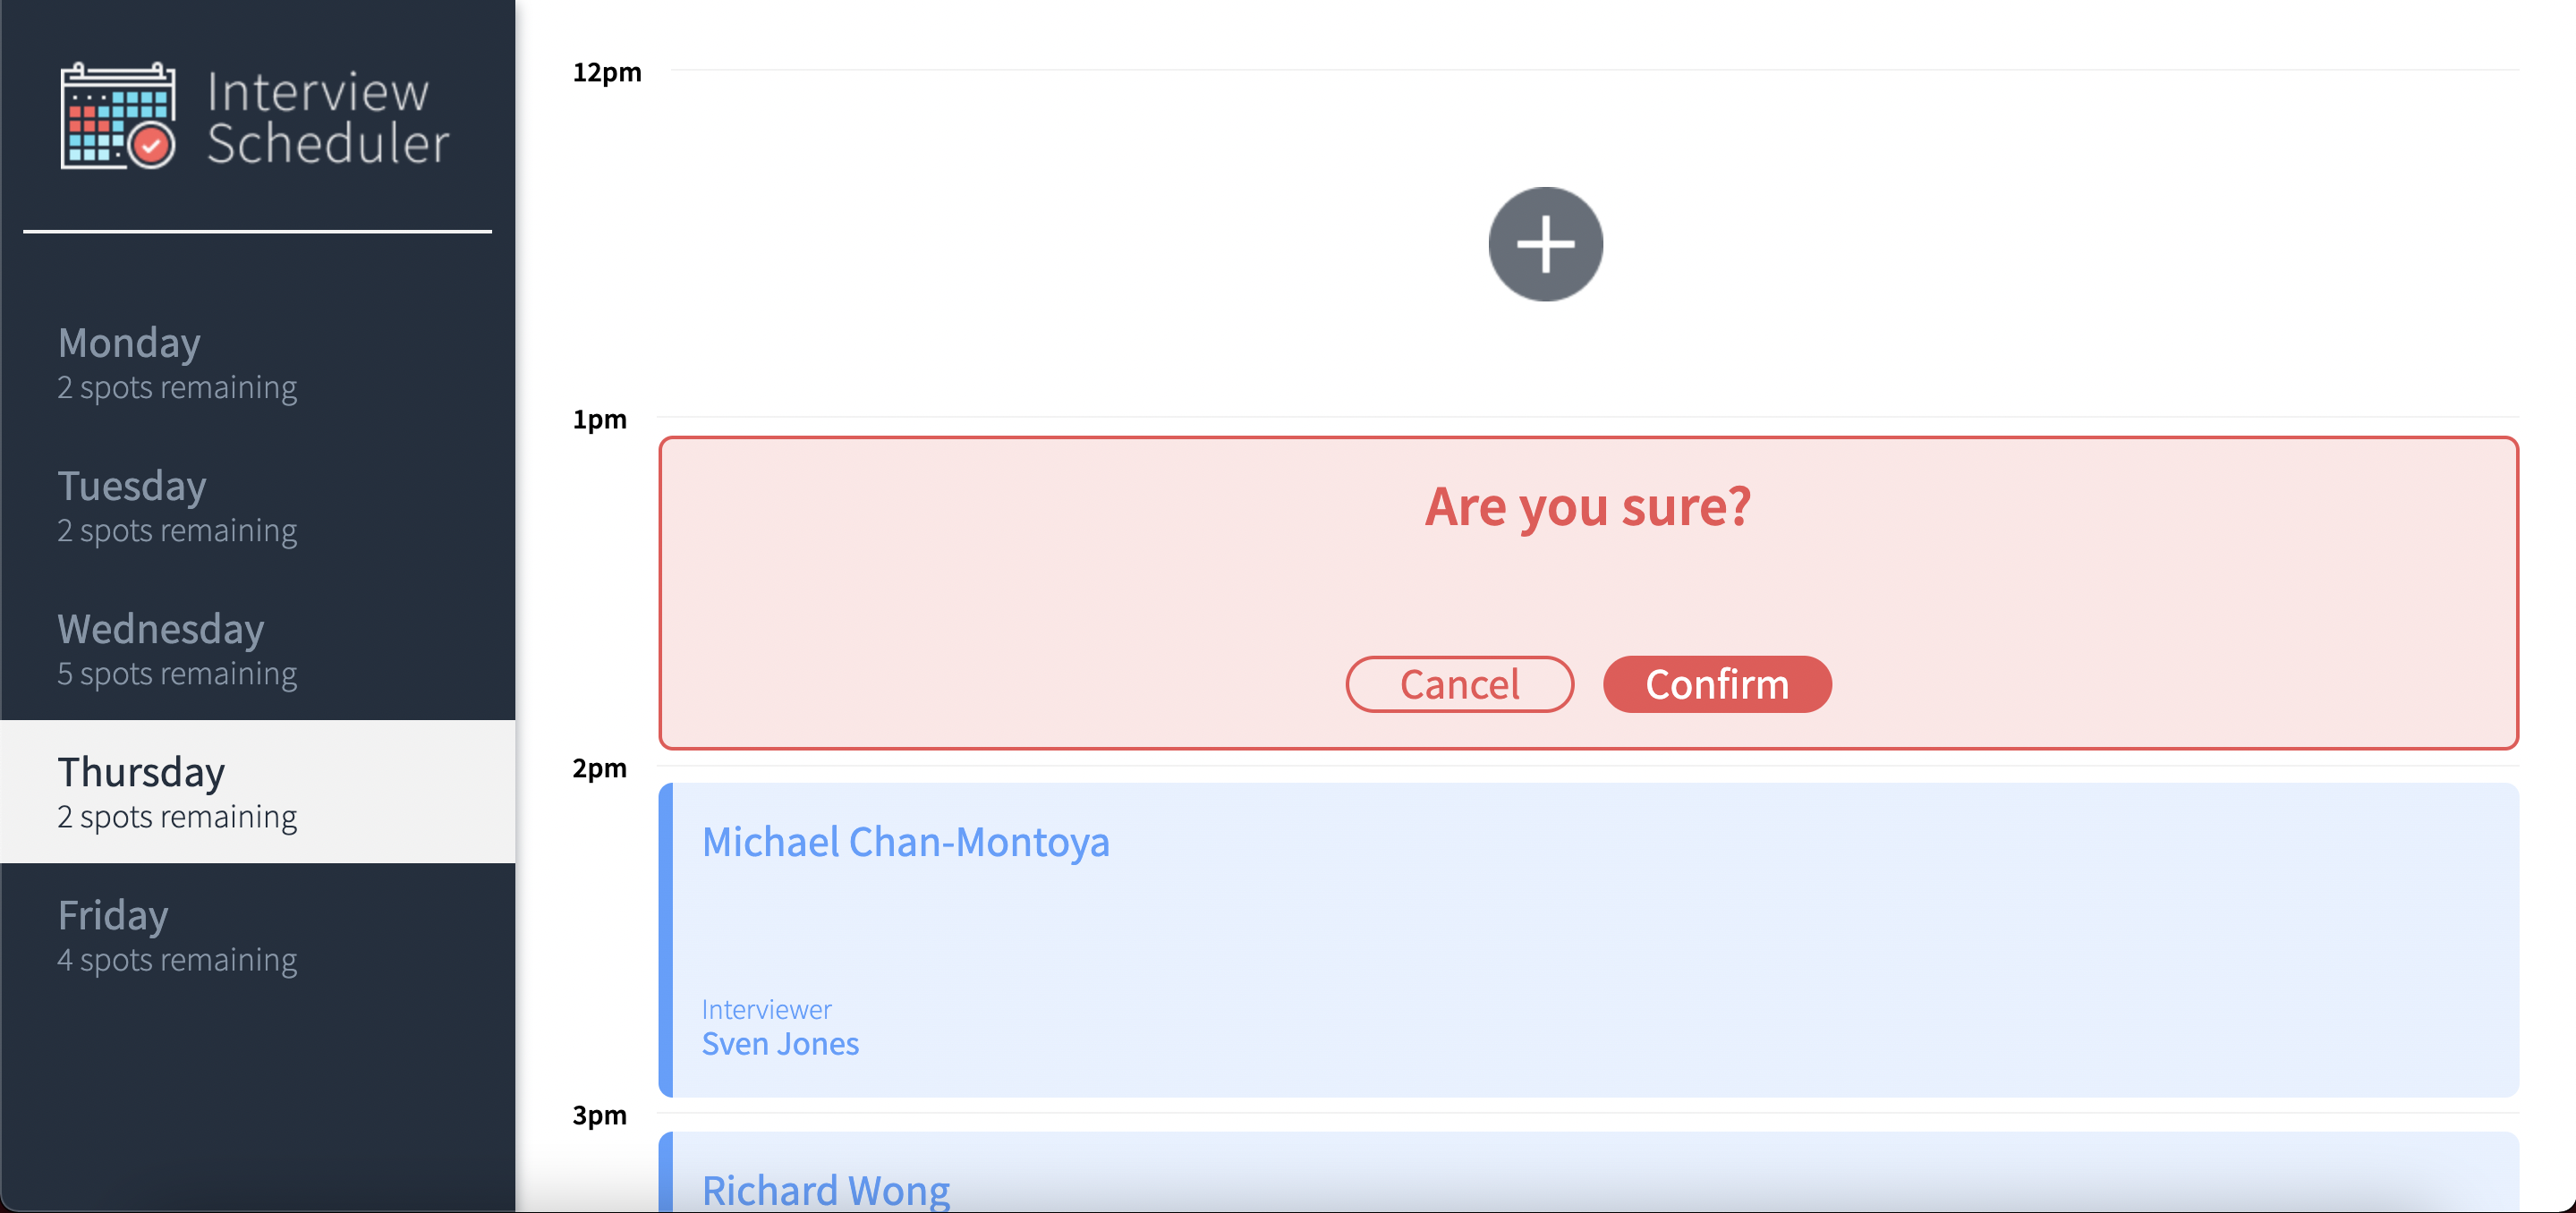 Interview
Scheduler
Monday
2 spots remaining
Tuesday
2 spots remaining
Wednesday
5 spots remaining
Thursday
2 spots remaining
Friday
4 spots remaining
12pm
1pm
Are you sure?
Cancel Confirm
2pm
Michael Chan-Montoya
Interviewer
Sven Jones
3pm
Richard Wong